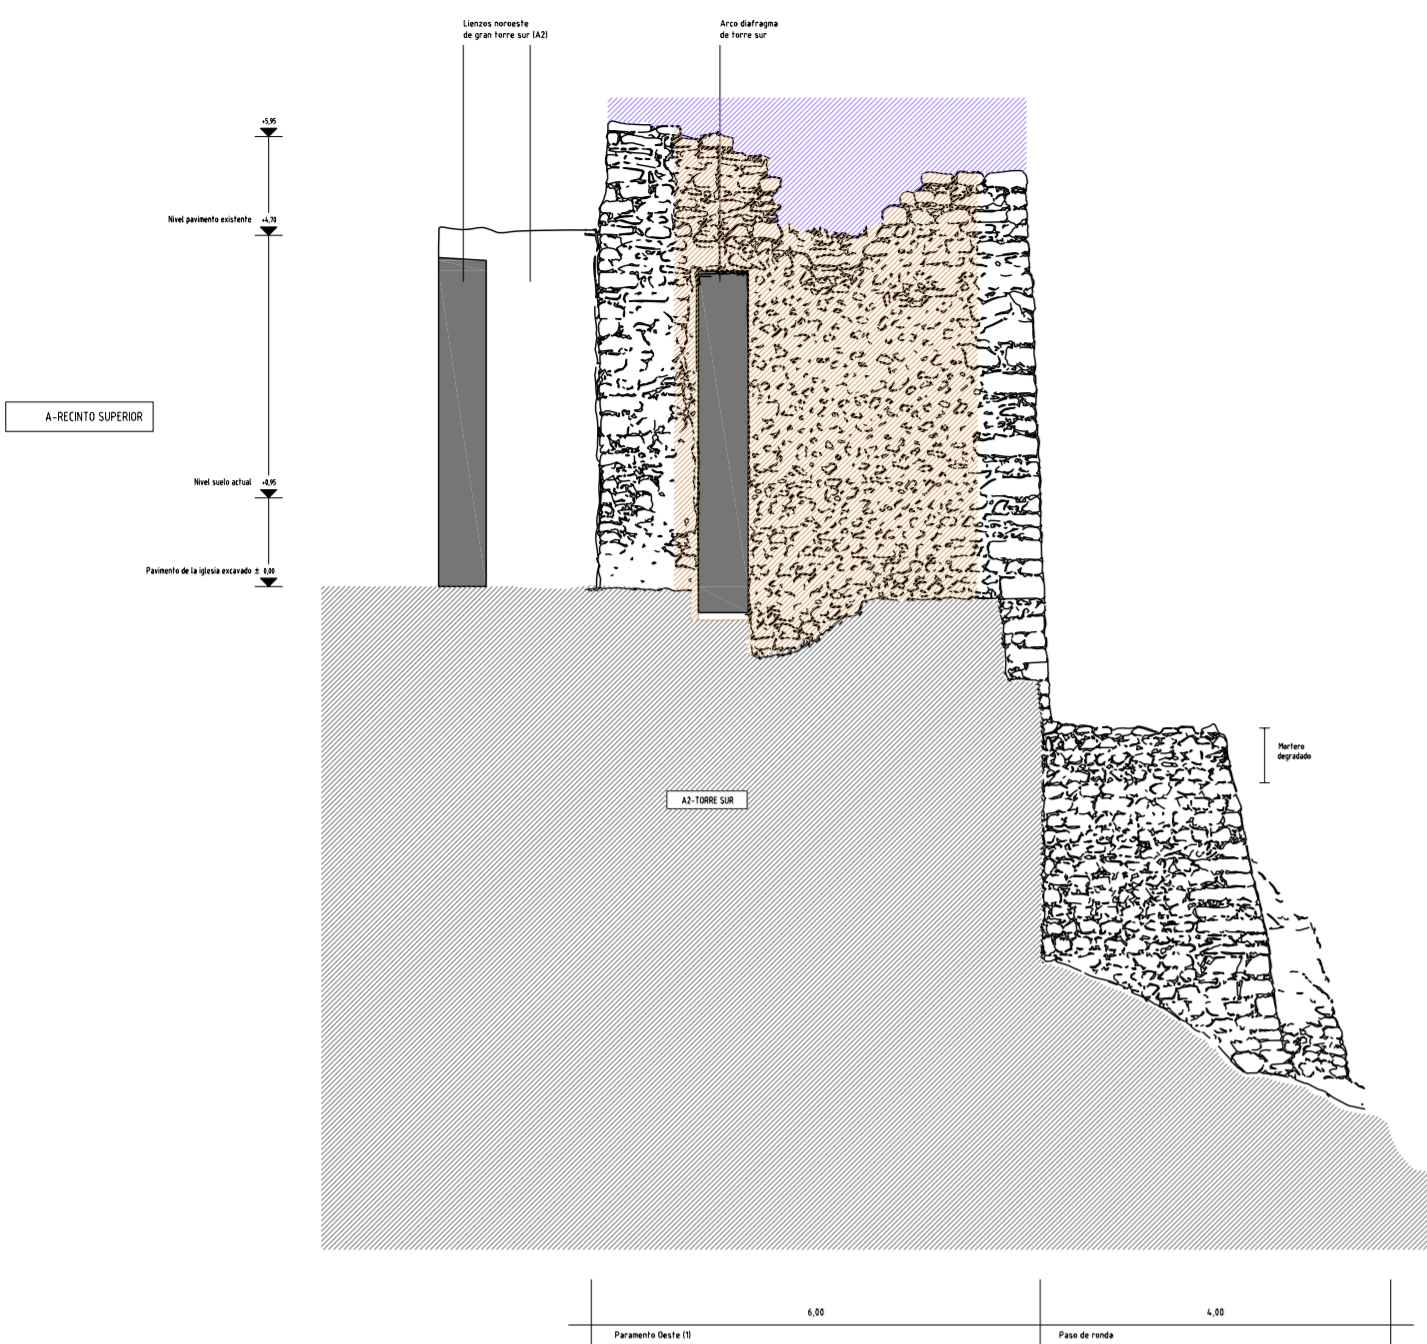 Lienzos noroeste
de gran torre sur (A2)
Arco diafragma
de torre sur
+5,95
Nivel pavimento existente +4,70
A-RECINTO SUPERIOR
Nivel suelo actual +0,95
Pavimento de la iglesia excavado ± 0,00
Mortero
degradado
A2-TORRE SUR
6,00
4,00
Paramento Oeste (1)
Paso de ronda